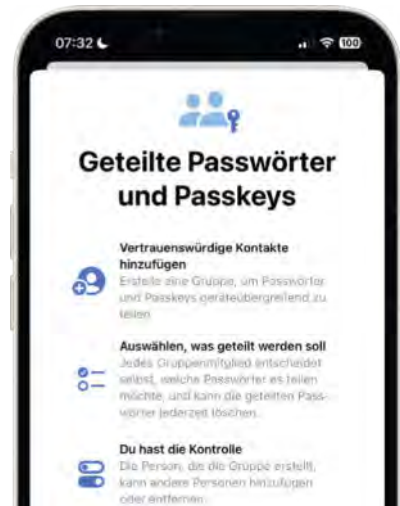 07:32
100
Geteilte Passwörter
und Passkeys
Vertrauenswürdige Kontakte
hinzufügen
Erstelle eine Gruppe, um Passwörter
und Passkeys geräteübergreifend zu
teilen.
Auswählen, was geteilt werden soll
Jedes Gruppenmitglied entscheidet
selbst, welche Passwörter es teilen
möchte, und kann die geteilten Pass-
wörter jederzeit löschen.
Du hast die Kontrolle
Die Person, die die Gruppe erstellt,
kann andere Personen hinzufügen
oder entfernen.